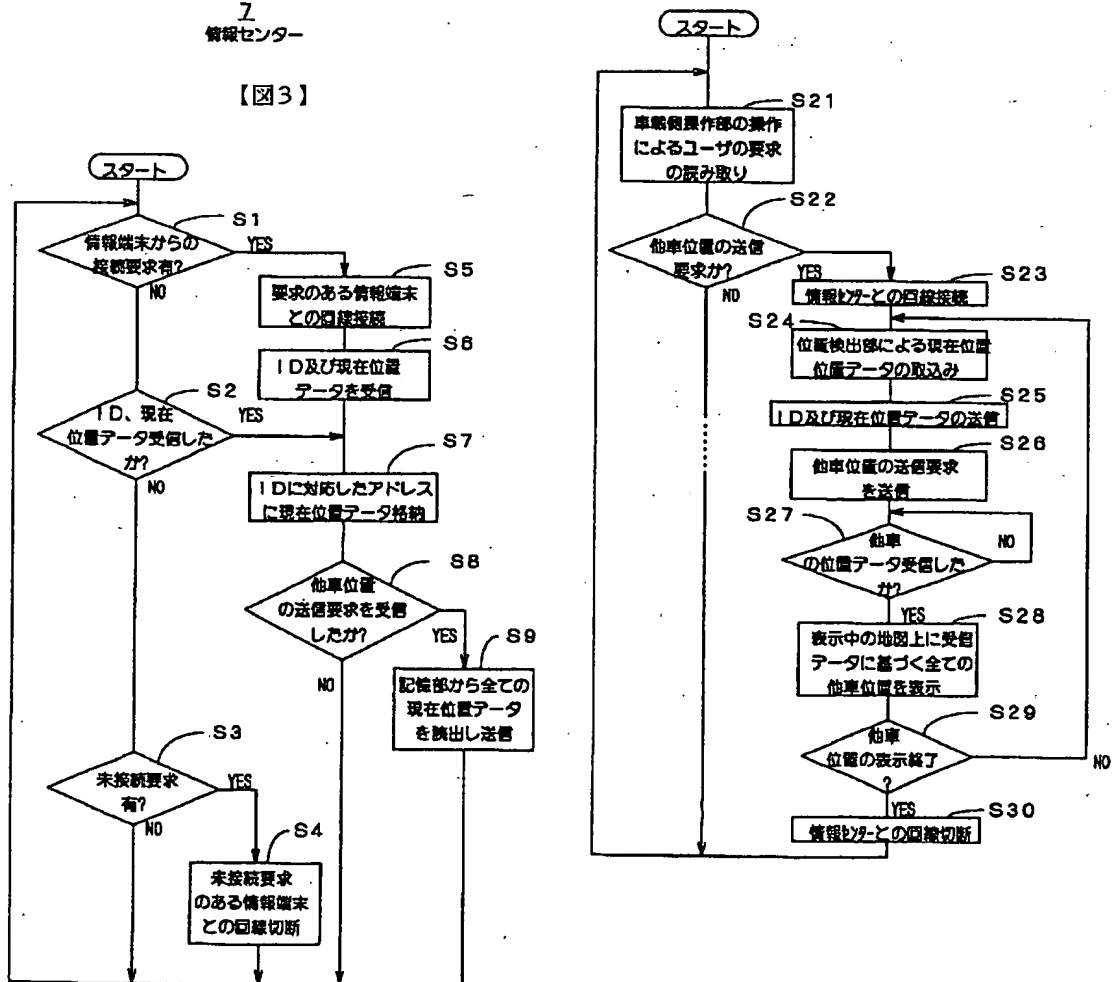 7
情報センター
【図3】
スタート
S1
情報端末からの
接続要求有?
YES
NO
S5
要求のある情報端末
との回線接続
S6
ID及び現在位置
データを受信
S2
ID、現在
位置データ受信した
か?
YES
NO
S7
IDに対応したアドレス
に現在位置データ格納
S8
他車位置
の送信要求を受信
したか?
YES
NO
S9
記憶部から全ての
現在位置データ
を読出し送信
S3
未接続要求
有?
YES
NO
S4
未接続要求
のある情報端末
との回線切断
スタート
S21
車載側操作部の操作
によるユーザの要求
の読み取り
S22
他車位置の送信
要求か?
YES
NO
S23
情報センターとの回線接続
S24
位置検出部による現在位置
位置データの取込み
S25
ID及び現在位置データの送信
S26
他車位置の送信要求
を送信
S27
他車
の位置データ受信した
か?
NO
YES
S28
表示中の地図上に受信
データに基づく全ての
他車位置を表示
S29
他車
位置の表示終了
?
NO
YES
S30
情報センターとの回線切断